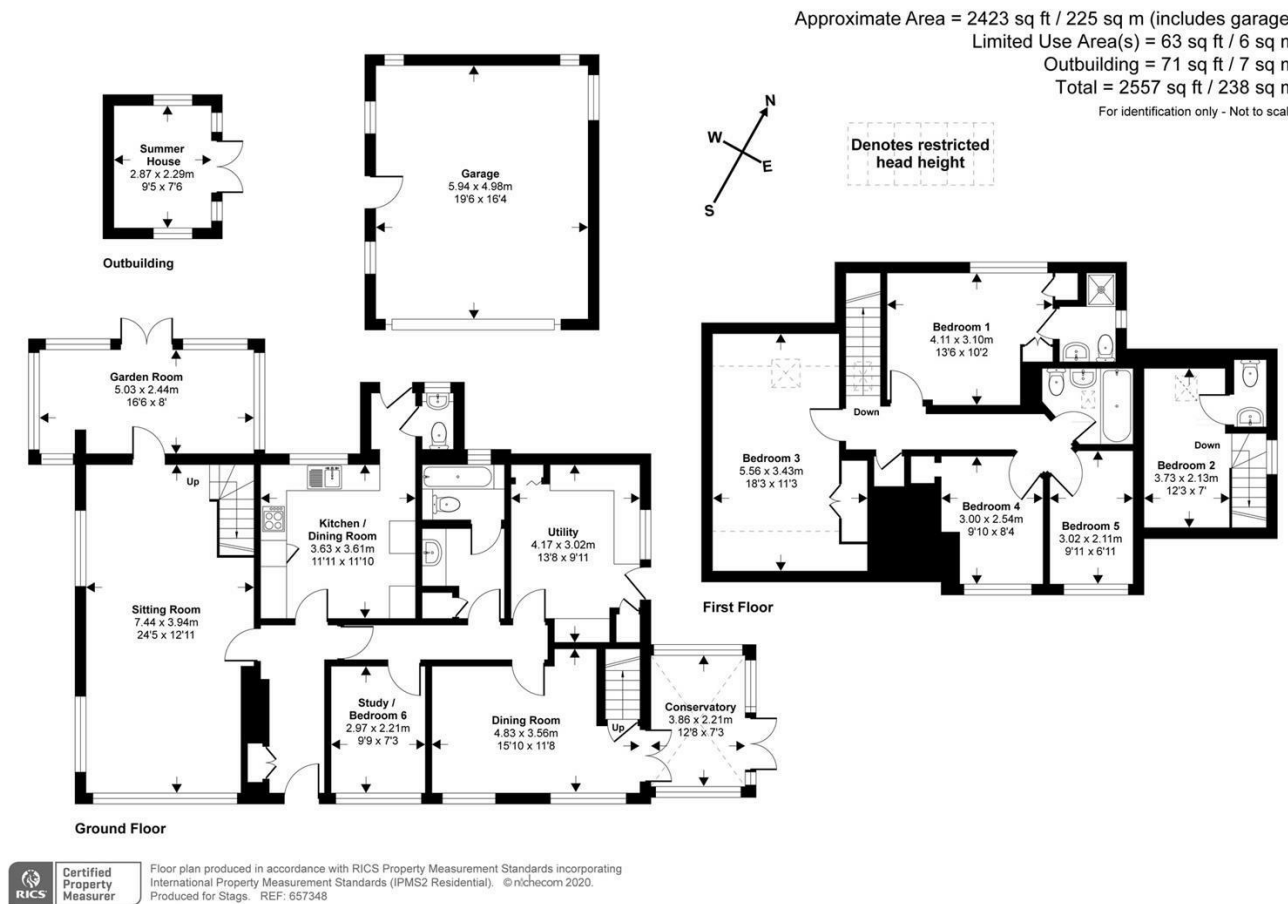 Approximate Area = 2423 sq ft / 225 sq m (includes garage
Limited Use Area(s) = 63 sq ft / 6 sq m
Outbuilding = 71 sq ft / 7 sq m
Total = 2557 sq ft / 238 sq m
For identification only - Not to scal
N
W
E
S
Denotes restricted
head height
Summer
House
2.87 x 2.29m
9'5 x 7'6
Outbuilding
Garage
5.94 x 4.98m
19'6 x 16'4
Garden Room
5.03 x 2.44m
16'6 x 8'
Up
Sitting Room
7.44 x 3.94m
24'5 x 12'11
Kitchen /
Dining Room
3.63 x 3.61m
11'11 x 11'10
Utility
4.17 x 3.02m
13'8 x 9'11
Study /
Bedroom 6
2.97 x 2.21m
9'9 x 7'3
Dining Room
4.83 x 3.56m
15'10 x 11'8
Up
Conservatory
3.86 x 2.21m
12'8 x 7'3
Ground Floor
Bedroom 1
4.11 x 3.10m
13'6 x 10'2
Down
Bedroom 3
5.56 x 3.43m
18'3 x 11'3
Bedroom 4
3.00 x 2.54m
9'10 x 8'4
Bedroom 5
3.02 x 2.11m
9'11 x 6'11
Down
Bedroom 2
3.73 x 2.13m
12'3 x 7'
First Floor
RICS
Certified
Property
Measurer
Floor plan produced in accordance with RICS Property Measurement Standards incorporating
International Property Measurement Standards (IPMS2 Residential). © nichecom 2020.
Produced for Stags. REF: 657348